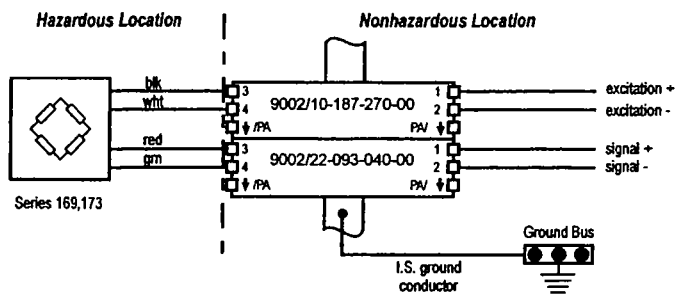 Hazardous Location
Nonhazardous Location
blk
wht
red
grn
Series 169,173
3
4
/PA
9002/10-187-270-00
1
2
PA/
3
4
/PA
9002/22-093-040-00
1
2
PA/
excitation +
excitation -
signal +
signal -
Ground Bus
I.S. ground
conductor